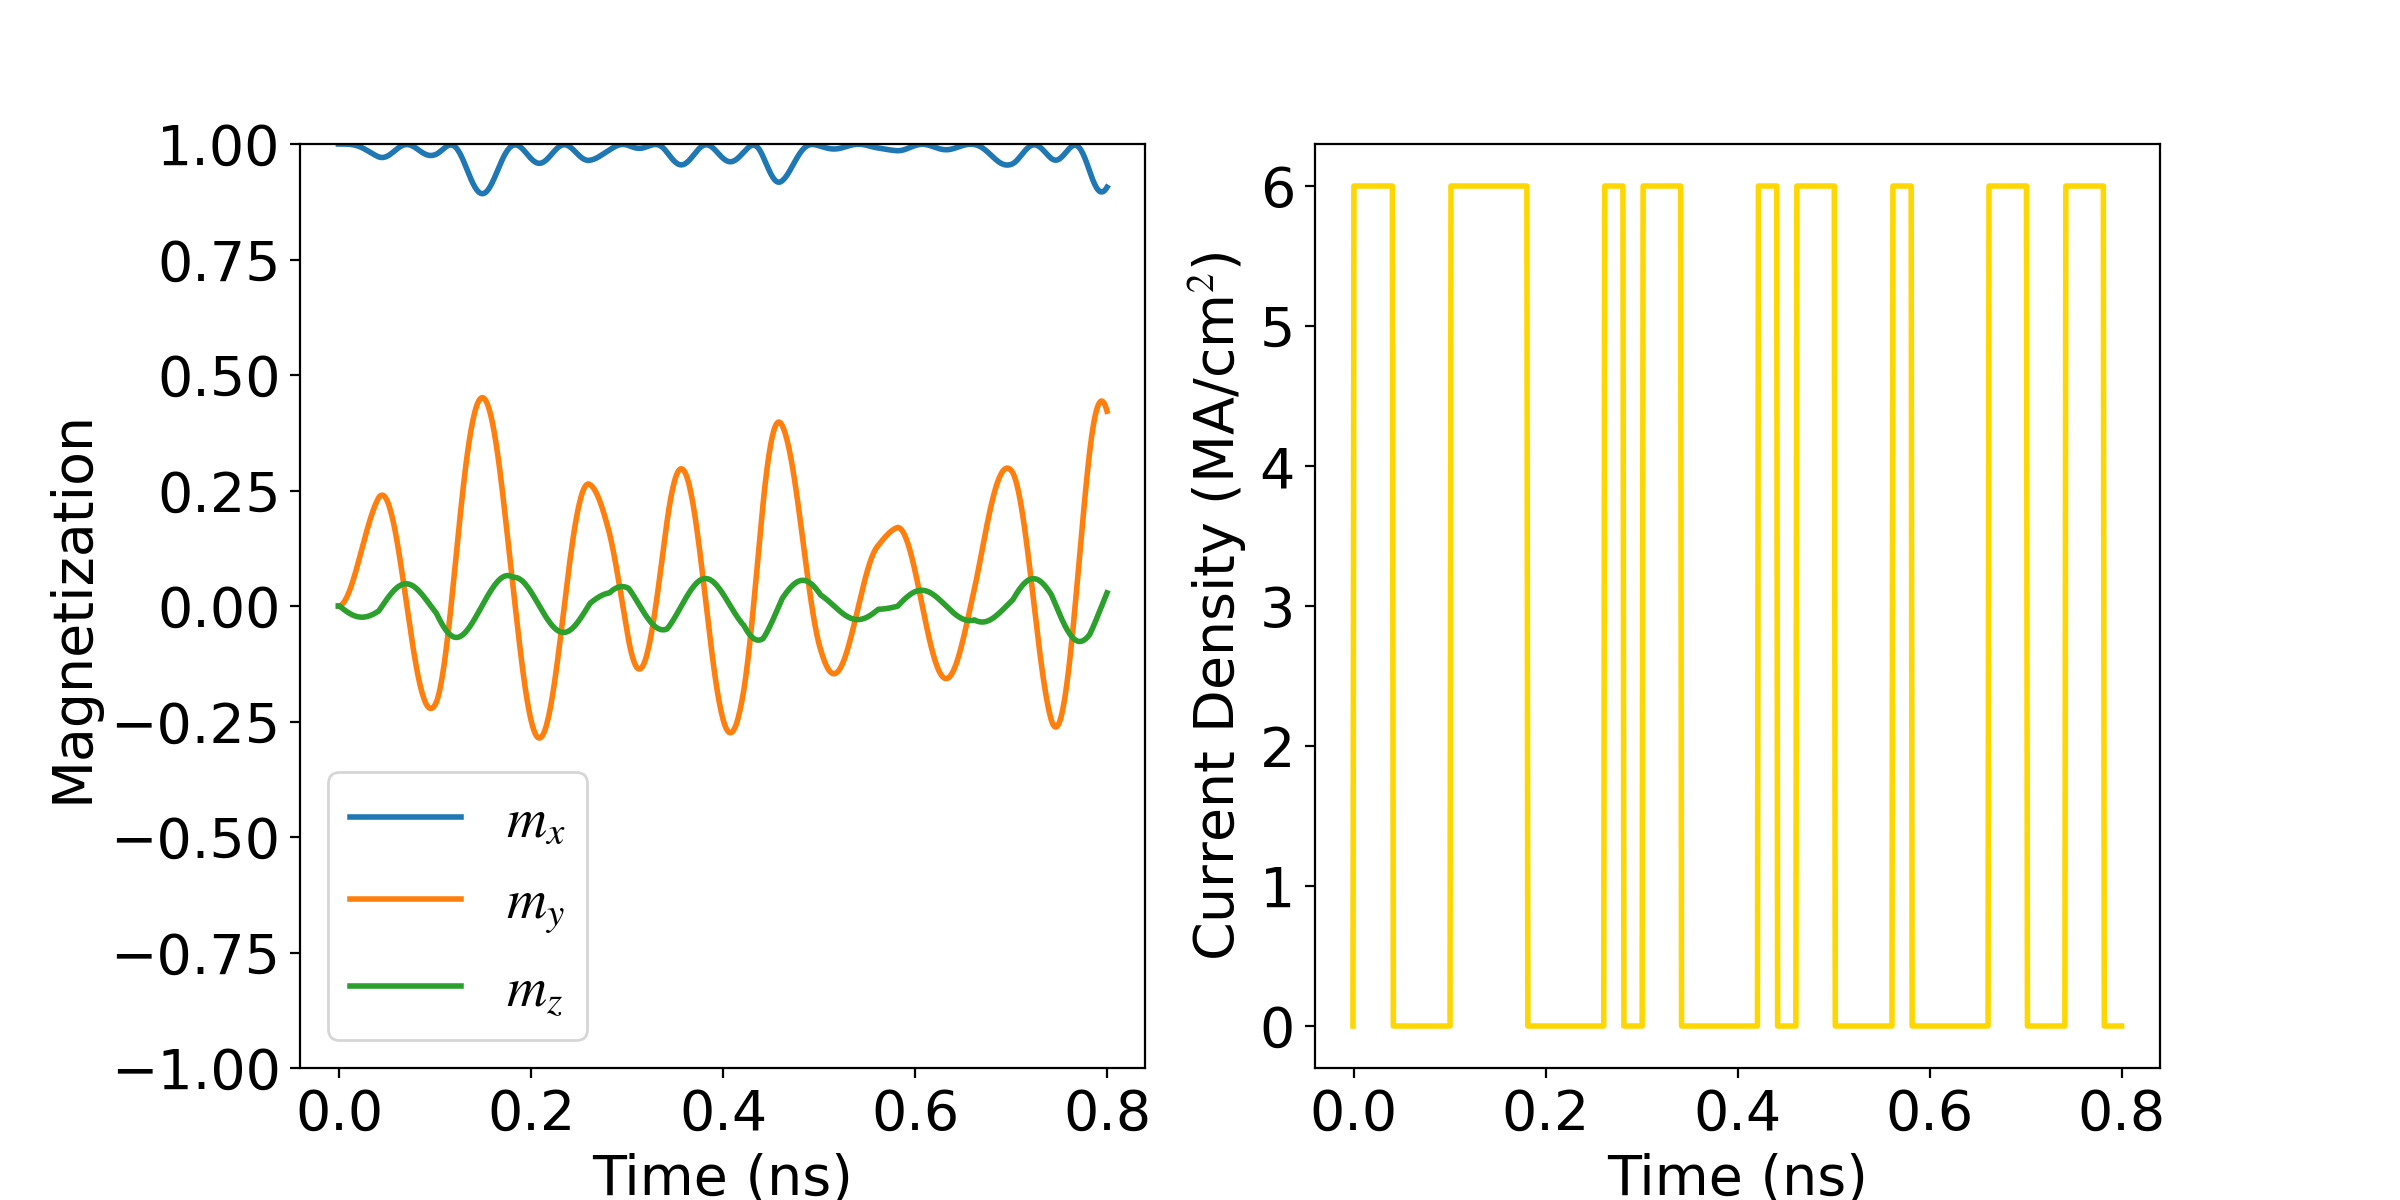 Magnetization
1.00
0.75
0.50
0.25
0.00
−0.25
−0.50
−0.75
−1.00
m_x
m_y
m_z
0.0 0.2 0.4 0.6 0.8
Time (ns)
Current Density (MA/cm²)
6
5
4
3
2
1
0
0.0 0.2 0.4 0.6 0.8
Time (ns)